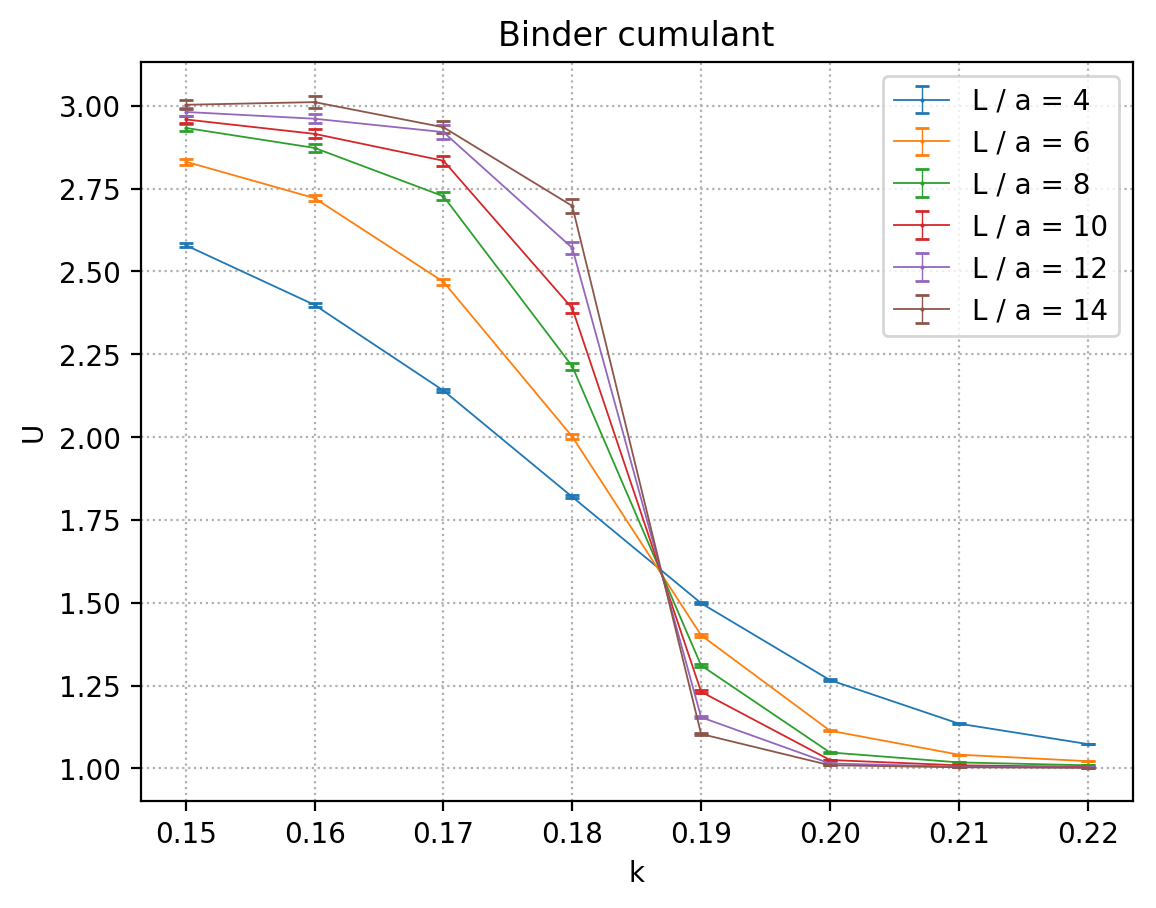 Binder cumulant
U
3.00
2.75
2.50
2.25
2.00
1.75
1.50
1.25
1.00
L / a = 4
L / a = 6
L / a = 8
L / a = 10
L / a = 12
L / a = 14
0.15 0.16 0.17 0.18 0.19 0.20 0.21 0.22
k